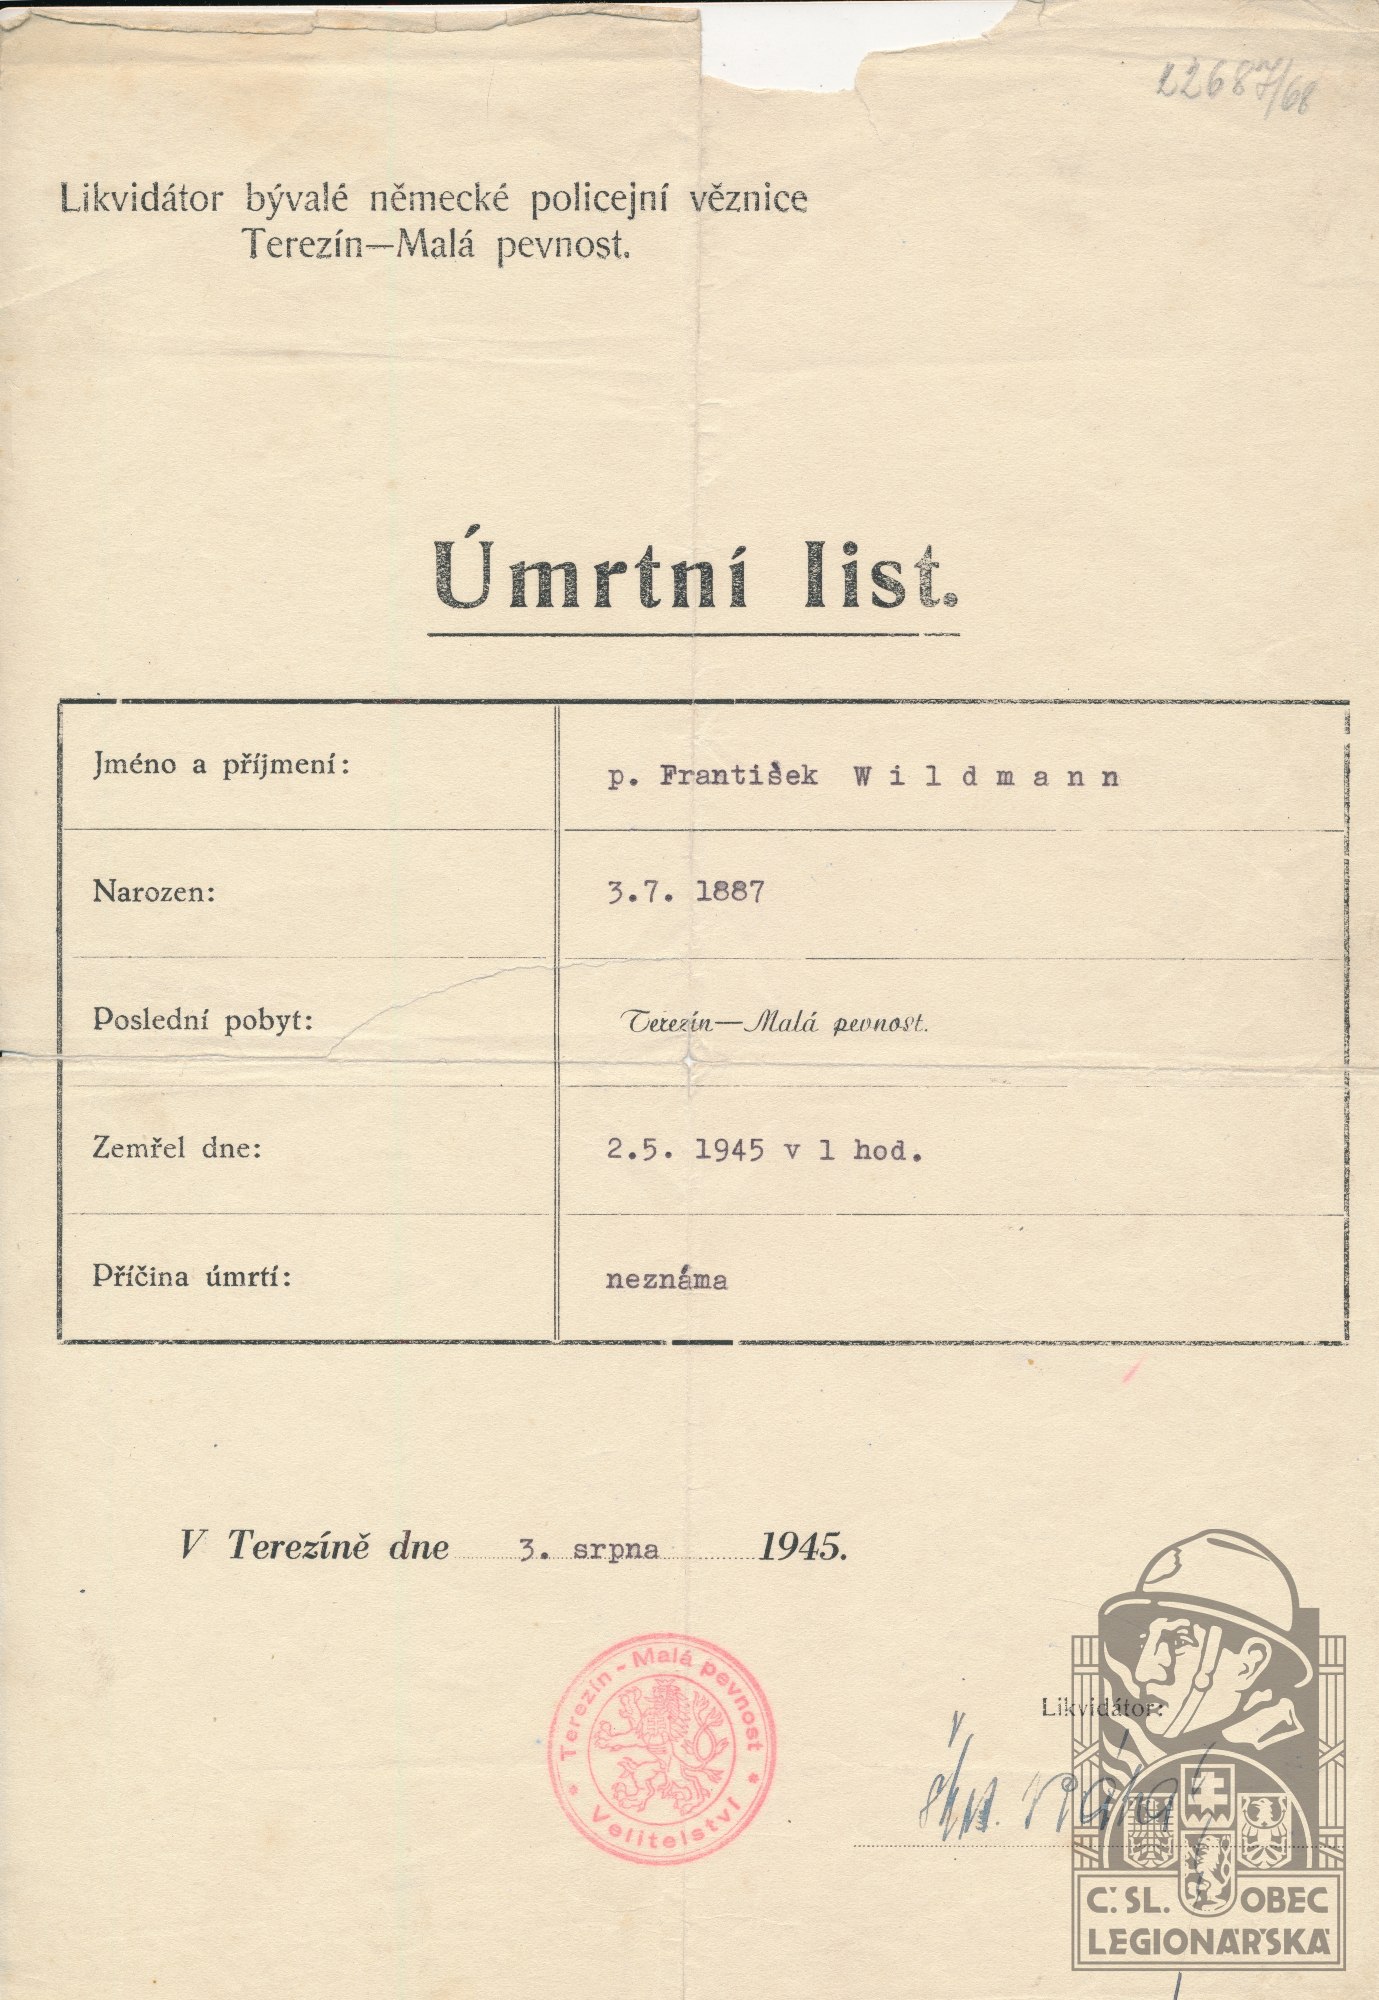 22687/68
Likvidátor bývalé německé policejní věznice
Terezín—Malá pevnost.
Úmrtní list.
Jméno a příjmení: p. František Wildmann
Narozen: 3.7. 1887
Poslední pobyt: Terezín—Malá pevnost.
Zemřel dne: 2.5. 1945 v 1 hod.
Příčina úmrtí: neznáma
V Terezíně dne 3. srpna 1945.
Terezín - Malá pevnost
* Velitelství *
Likvidátor:
Č.SL. OBEC
LEGIONÁŘSKÁ